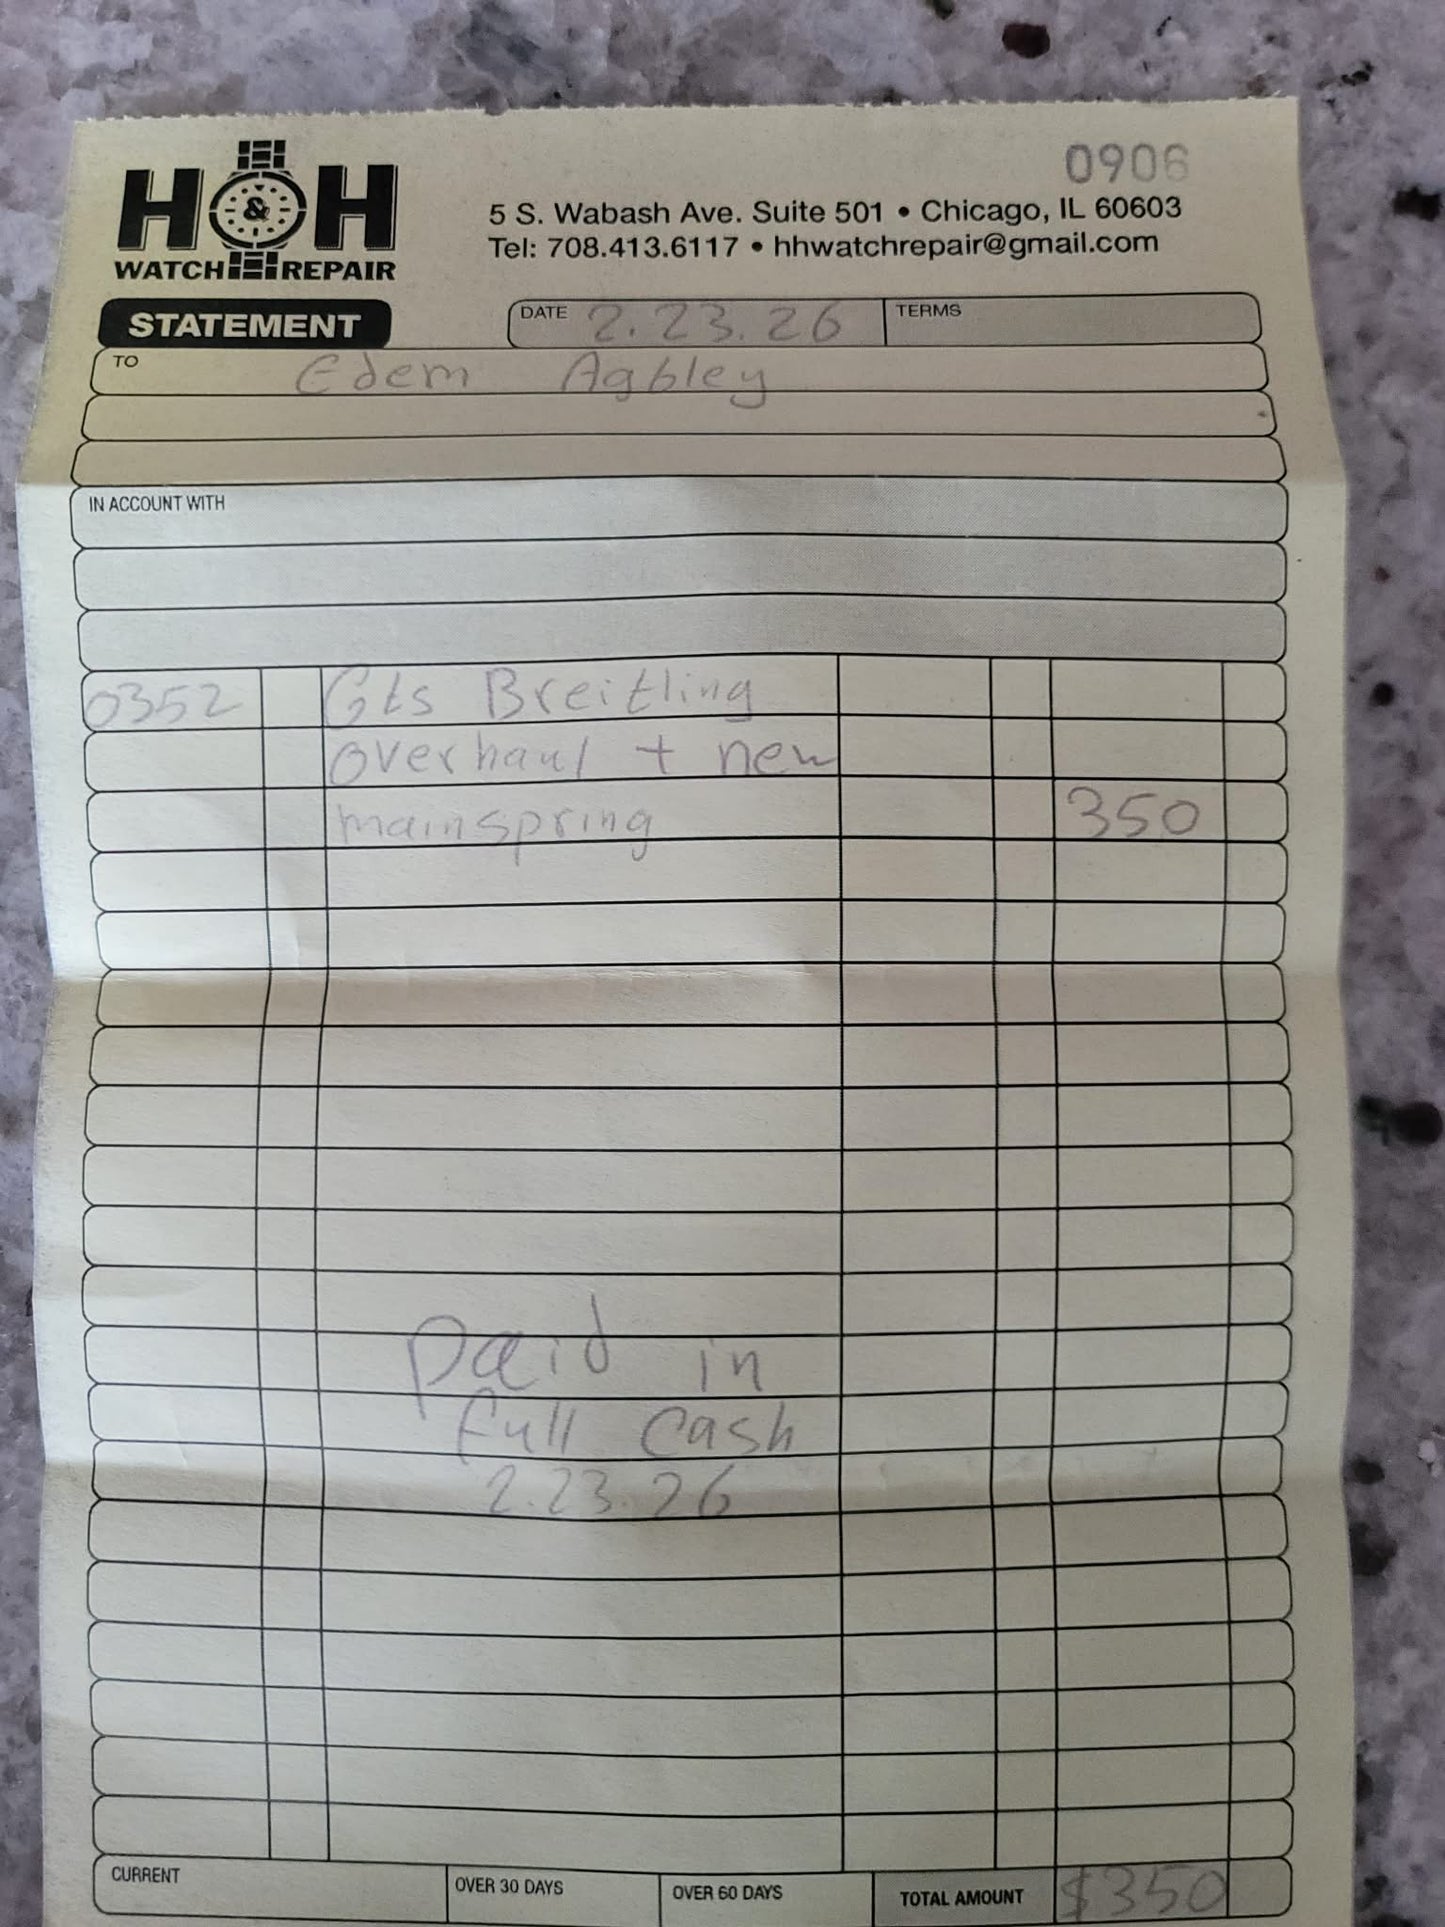 0906
H&H
WATCH REPAIR
5 S. Wabash Ave. Suite 501 • Chicago, IL 60603
Tel: 708.413.6117 • hhwatchrepair@gmail.com
STATEMENT
DATE 2.23.26 TERMS
TO Edem Agbley
IN ACCOUNT WITH
0352 Gts Breitling
overhaul + new
mainspring 350
paid in
full cash
2.23.26
CURRENT OVER 30 DAYS OVER 60 DAYS TOTAL AMOUNT $350